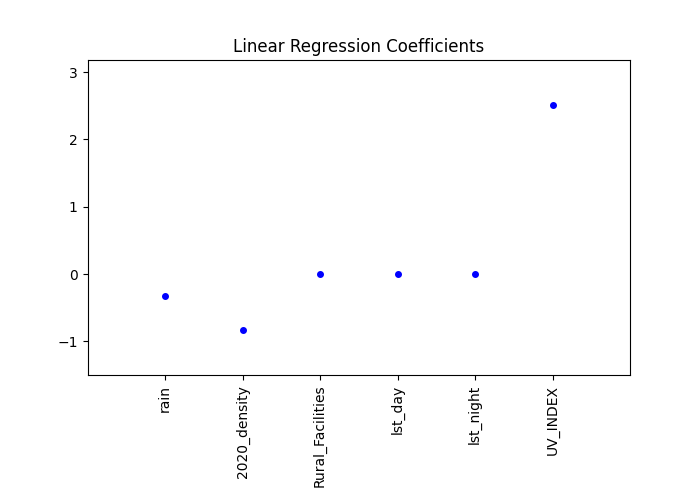 Linear Regression Coefficients
3
2
1
0
−1
rain
2020_density
Rural_Facilities
lst_day
lst_night
UV_INDEX